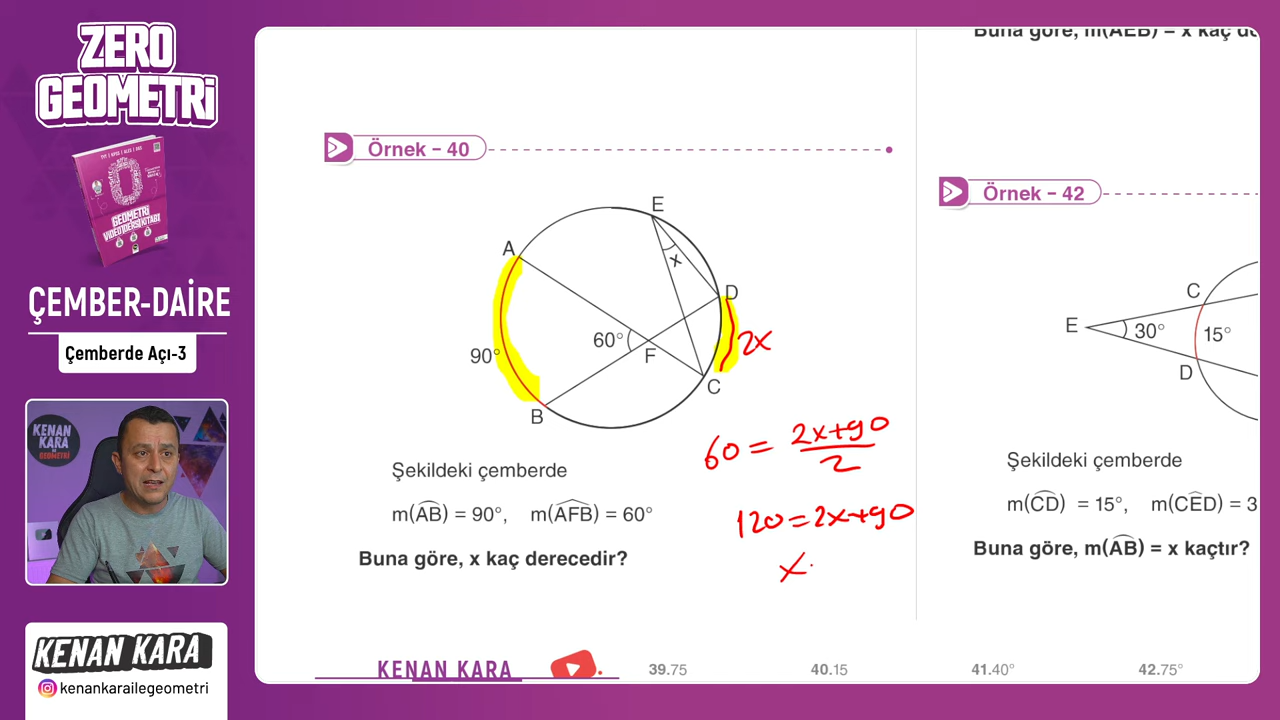 ZERO
GEOMETRİ
GEOMETRİ
VİDEO DERS KİTABI
ÇEMBER-DAİRE
Çemberde Açı-3
KENAN
KARA
GEOMETRİ
KENAN KARA
kenankarailegeometri
Buna göre, m(AEB) = x kaç de
Örnek – 40
E
A
x
D
60°
F
2x
90°
C
B
60 = 2x+90
2
120=2x+90
x
Şekildeki çemberde
m(AB) = 90°, m(AFB) = 60°
Buna göre, x kaç derecedir?
Örnek – 42
C
E
30°
15°
D
Şekildeki çemberde
m(CD) = 15°, m(CED) = 3
Buna göre, m(AB) = x kaçtır?
KENAN KARA
39.75
40.15
41.40°
42.75°